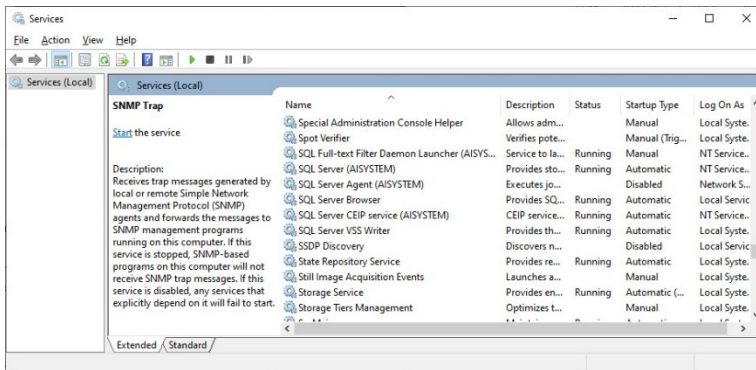 Services
File Action View Help
Services (Local)
Services (Local)
SNMP Trap
Start the service
Description:
Receives trap messages generated by
local or remote Simple Network
Management Protocol (SNMP)
agents and forwards the messages to
SNMP management programs
running on this computer. If this
service is stopped, SNMP-based
programs on this computer will not
receive SNMP trap messages. If this
service is disabled, any services that
explicitly depend on it will fail to start.
Name Description Status Startup Type Log On As
Special Administration Console Helper Allows adm... Manual Local Syste.
Spot Verifier Verifies pote... Manual (Trig... Local Syste.
SQL Full-text Filter Daemon Launcher (AISYS... Service to la... Running Manual NT Service..
SQL Server (AISYSTEM) Provides sto... Running Automatic NT Service..
SQL Server Agent (AISYSTEM) Executes jo... Disabled Network S...
SQL Server Browser Provides SQ... Running Automatic Local Servic
SQL Server CEIP service (AISYSTEM) CEIP service... Running Automatic NT Service..
SQL Server VSS Writer Provides th... Running Automatic Local Syste.
SSDP Discovery Discovers n... Disabled Local Servic
State Repository Service Provides re... Running Automatic Local Syste.
Still Image Acquisition Events Launches a... Manual Local Syste.
Storage Service Provides en... Running Automatic (... Local Syste.
Storage Tiers Management Optimizes t... Manual Local Syste.
Extended Standard